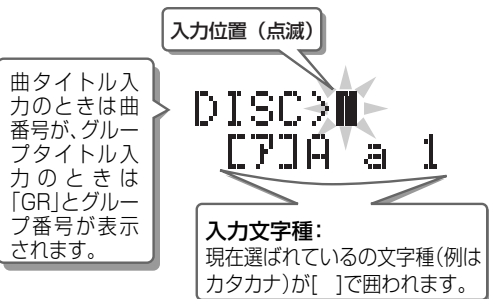 入力位置（点滅）
曲タイトル入
力のときは曲
番号が、グルー
プタイトル入
力のときは
「GR」とグルー
プ番号が表示
されます。
DISC>
[ア]A a 1
入力文字種：
現在選ばれているの文字種（例は
カタカナ）が[　]で囲われます。